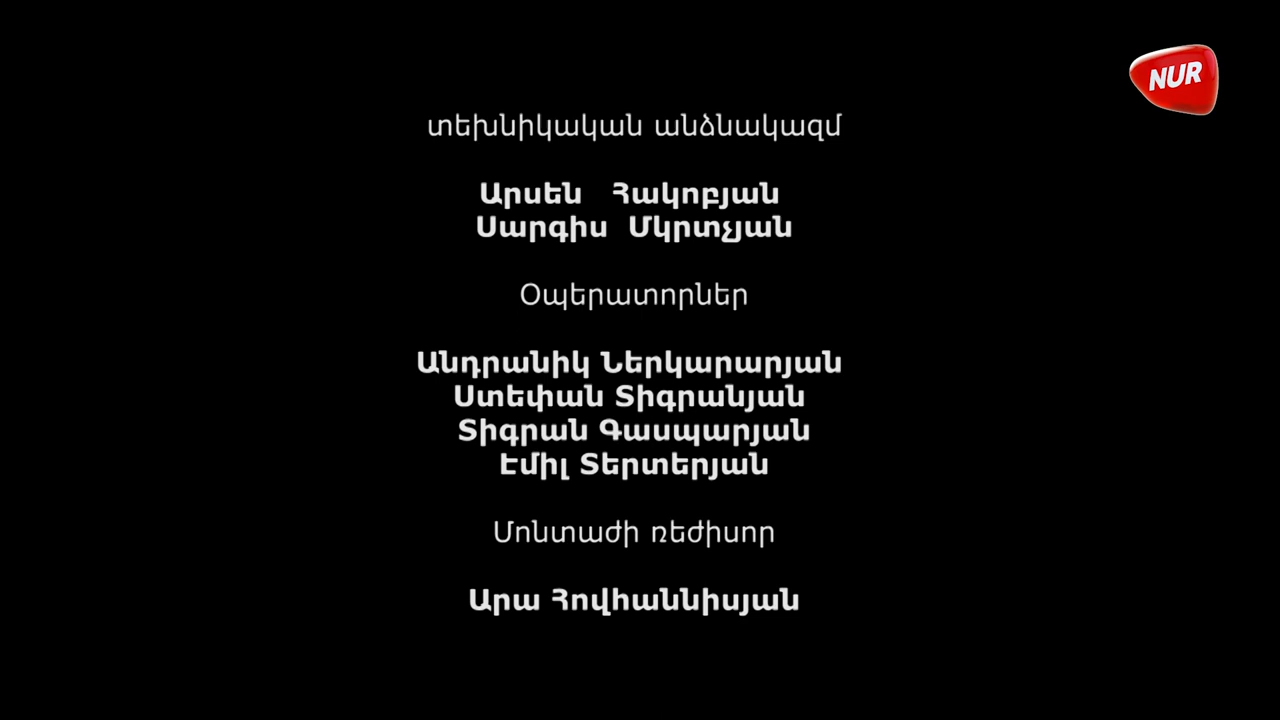 NUR
տեխնիկական անձնակազմ
Արսեն Հակոբյան
Սարգիս Մկրտչյան
Օպերատորներ
Անդրանիկ Ներկարարյան
Ստեփան Տիգրանյան
Տիգրան Գասպարյան
Էմիլ Տերտերյան
Մոնտաժի ռեժիսոր
Արա Հովհաննիսյան